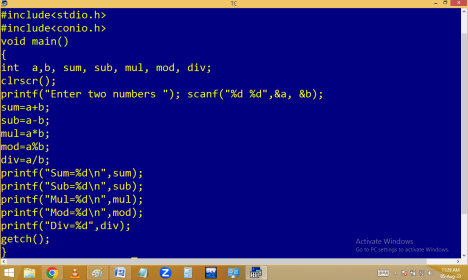 TC
#include<stdio.h>
#include<conio.h>
void main()
{
int  a,b, sum, sub, mul, mod, div;
clrscr();
printf("Enter two numbers "); scanf("%d %d",&a, &b);
sum=a+b;
sub=a-b;
mul=a*b;
mod=a%b;
div=a/b;
printf("Sum=%d\n",sum);
printf("Sub=%d\n",sub);
printf("Mul=%d\n",mul);
printf("Mod=%d\n",mod);
printf("Div=%d",div);
getch();
}
Activate Windows
Go to PC settings to activate Windows.